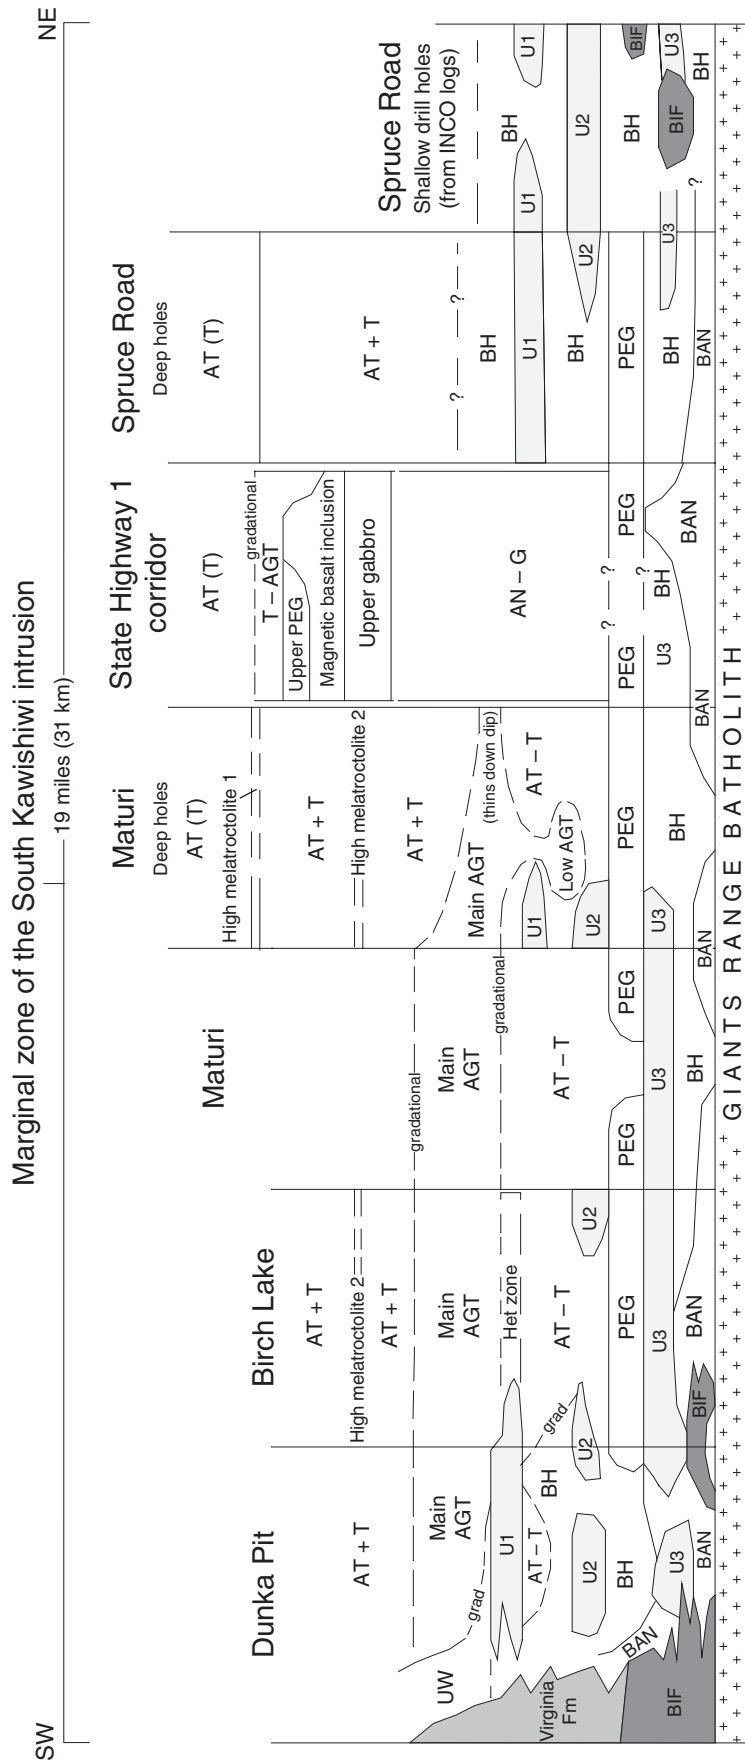 Marginal zone of the South Kawishiwi intrusion
SW
19 miles (31 km)
NE
Dunka Pit
Birch Lake
Maturi
Maturi
Deep holes
State Highway 1
corridor
Spruce Road
Deep holes
Spruce Road
Shallow drill holes
(from INCO logs)
AT + T
Main
AGT
grad
UW
U1
AT – T
BH
grad
U2
U2
BH
BAN
U3
BAN
Virginia
Fm
BIF
BIF
AT + T
High melatroctolite 2
AT + T
Main
AGT
Het zone
AT – T
U2
PEG
U3
BAN
gradational
Main
AGT
gradational
AT – T
PEG
PEG
U3
BH
BAN
AT (T)
High melatroctolite 1
AT + T
High melatroctolite 2
AT + T
Main AGT
(thins down dip)
AT – T
Low AGT
U1
U2
PEG
U3
BH
BAN
AT (T)
gradational
T – AGT
Upper PEG
Magnetic basalt inclusion
Upper gabbro
AN – G
PEG
?
?
?
PEG
U3
BH
BAN
AT (T)
AT + T
?
?
BH
U1
BH
U2
PEG
BH
U3
BAN
BH
U1
U1
U2
BH
BIF
BIF
U3
BH
?
GIANTS RANGE BATHOLITH